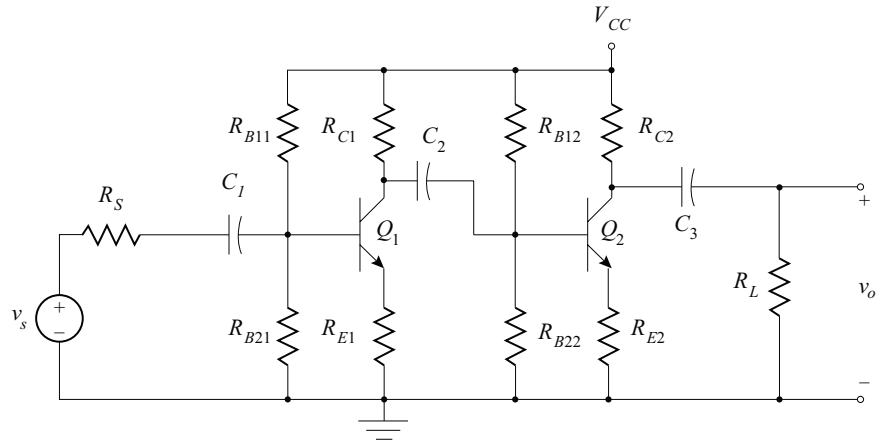 V_CC
R_B11
R_C1
C_2
R_B12
R_C2
R_S
C_1
Q_1
Q_2
C_3
+
v_s
+
−
R_B21
R_E1
R_B22
R_E2
R_L
v_o
−